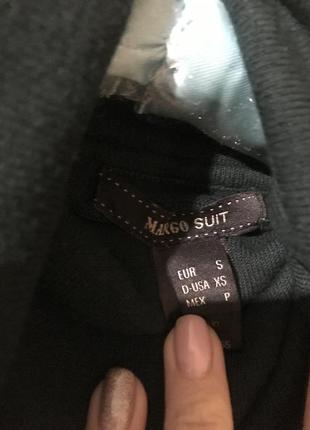 MANGO SUIT
EUR S
D-USA XS
MEX P